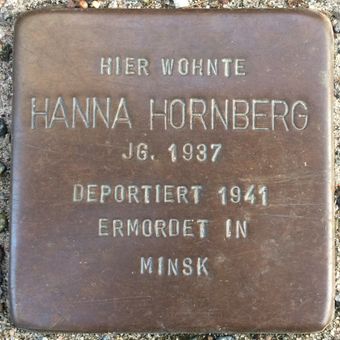 HIER WOHNTE
HANNA HORNBERG
JG. 1937
DEPORTIERT 1941
ERMORDET IN
MINSK